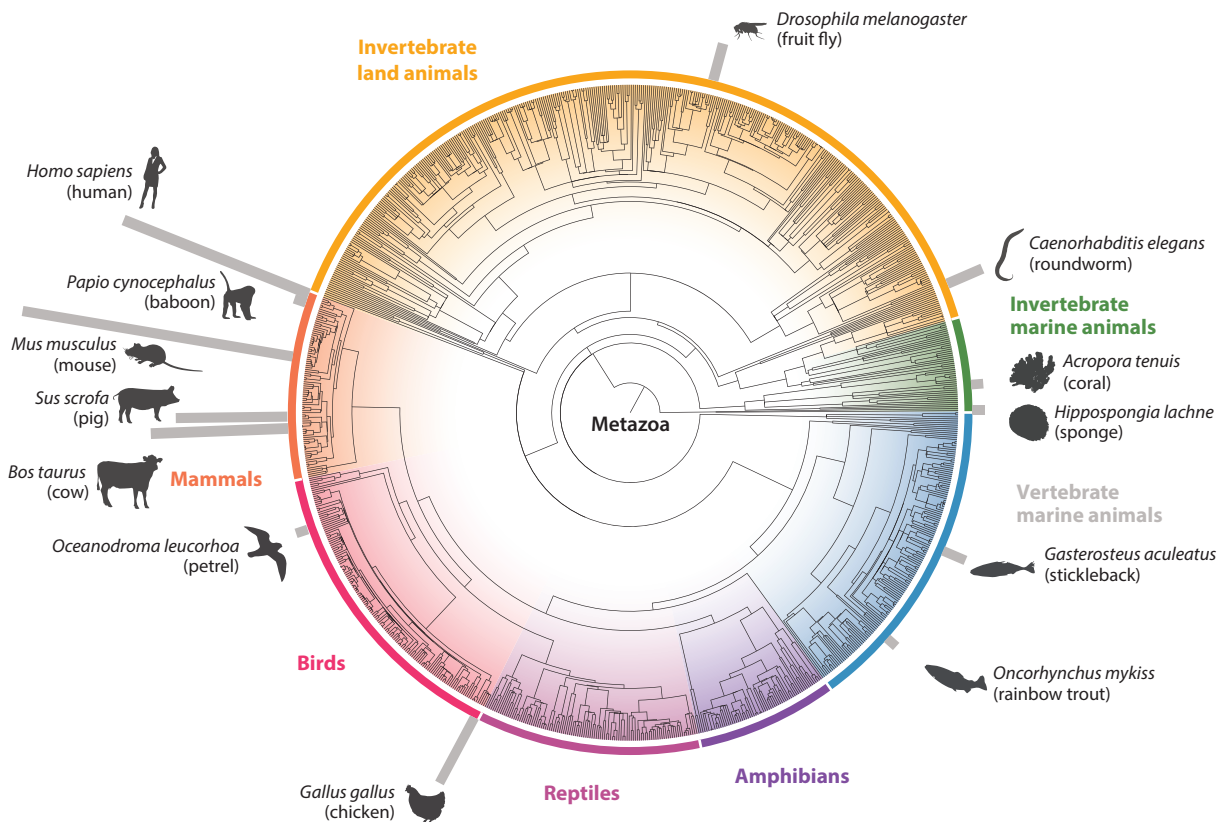 Drosophila melanogaster
(fruit fly)
Invertebrate
land animals
Homo sapiens
(human)
Papio cynocephalus
(baboon)
Mus musculus
(mouse)
Sus scrofa
(pig)
Bos taurus
(cow)
Mammals
Oceanodroma leucorhoa
(petrel)
Birds
Gallus gallus
(chicken)
Reptiles
Amphibians
Metazoa
Caenorhabditis elegans
(roundworm)
Invertebrate
marine animals
Acropora tenuis
(coral)
Hippospongia lachne
(sponge)
Vertebrate
marine animals
Gasterosteus aculeatus
(stickleback)
Oncorhynchus mykiss
(rainbow trout)